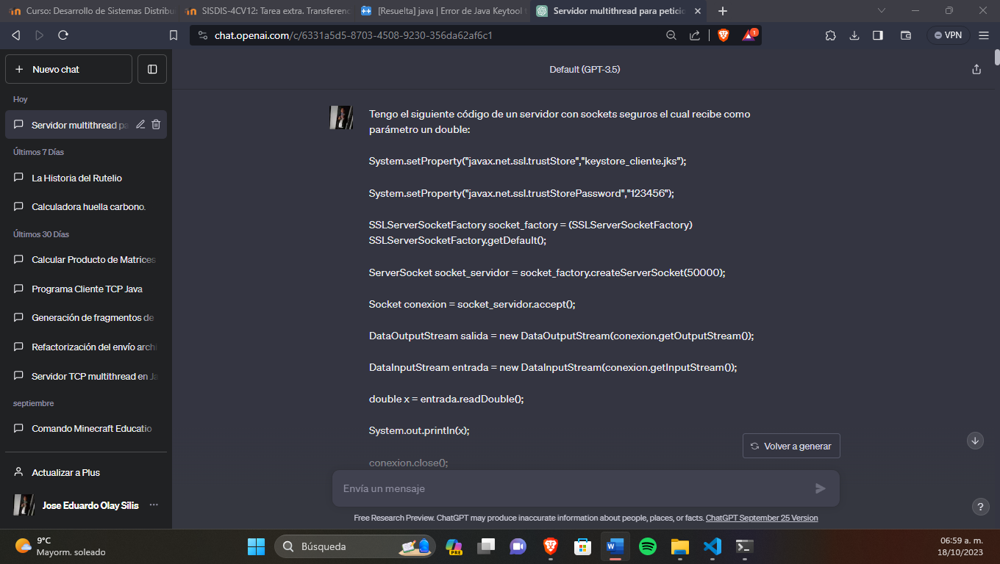 Curso: Desarrollo de Sistemas Distribu
SISDIS-4CV12: Tarea extra. Transferenc
[Resuelta] java | Error de Java Keytool
Servidor multithread para peticio
chat.openai.com/c/6331a5d5-8703-4508-9230-356da62af6c1
1
VPN
Nuevo chat
Default (GPT-3.5)
Hoy
Servidor multithread pa
Últimos 7 Días
La Historia del Rutelio
Calculadora huella carbono.
Últimos 30 Días
Calcular Producto de Matrices
Programa Cliente TCP Java
Generación de fragmentos de
Refactorización del envío archi
Servidor TCP multithread en Ja
septiembre
Comando Minecraft Educatio
Actualizar a Plus
Jose Eduardo Olay Silis
Tengo el siguiente código de un servidor con sockets seguros el cual recibe como
parámetro un double:
System.setProperty("javax.net.ssl.trustStore","keystore_cliente.jks");
System.setProperty("javax.net.ssl.trustStorePassword","123456");
SSLServerSocketFactory socket_factory = (SSLServerSocketFactory)
SSLServerSocketFactory.getDefault();
ServerSocket socket_servidor = socket_factory.createServerSocket(50000);
Socket conexion = socket_servidor.accept();
DataOutputStream salida = new DataOutputStream(conexion.getOutputStream());
DataInputStream entrada = new DataInputStream(conexion.getInputStream());
double x = entrada.readDouble();
System.out.println(x);
conexion.close();
Volver a generar
Envía un mensaje
Free Research Preview. ChatGPT may produce inaccurate information about people, places, or facts. ChatGPT September 25 Version
?
9°C
Mayorm. soleado
Búsqueda
PRE
06:59 a. m.
18/10/2023